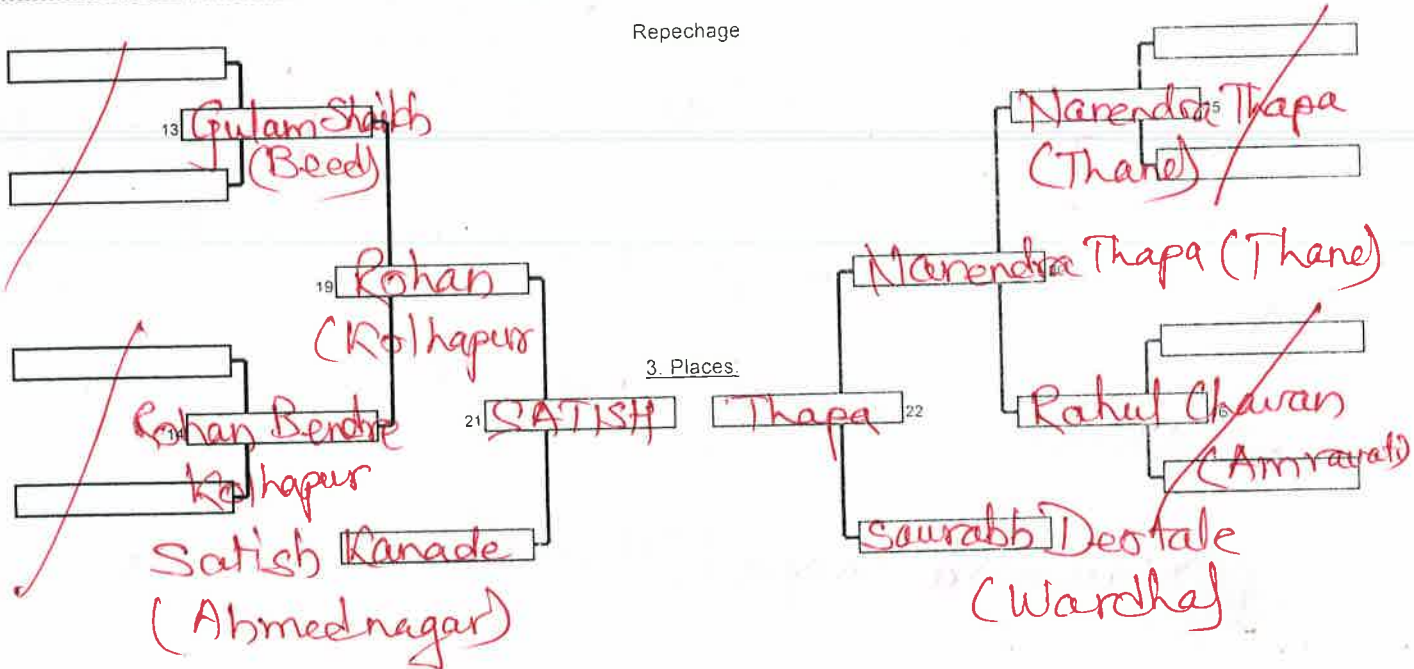 Repechage
13 Gulam Shaikh
(Beed)
Narendra Thapa
(Thane)
19 Rohan
(Kolhapur
Narendra Thapa (Thane)
3. Places.
Rohan Bendre
Kolhapur
21 SATISH
Thapa 22
Rahul Chavan
(Amravati)
Satish Kanade
(Ahmednagar)
Saurabh Deotale
(Wardha)